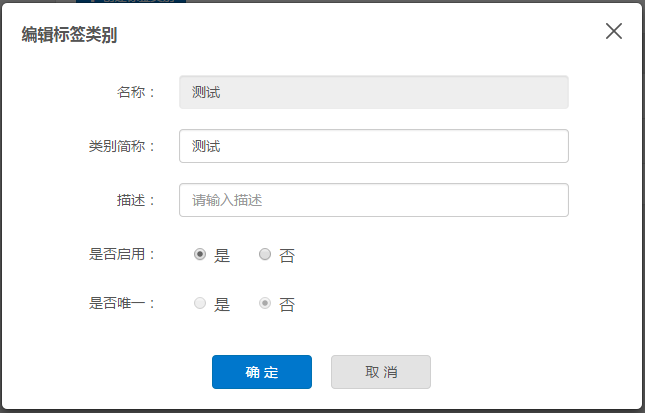 编辑标签类别
名称： 测试
类别简称： 测试
描述： 请输入描述
是否启用： 是 否
是否唯一： 是 否
确定 取消